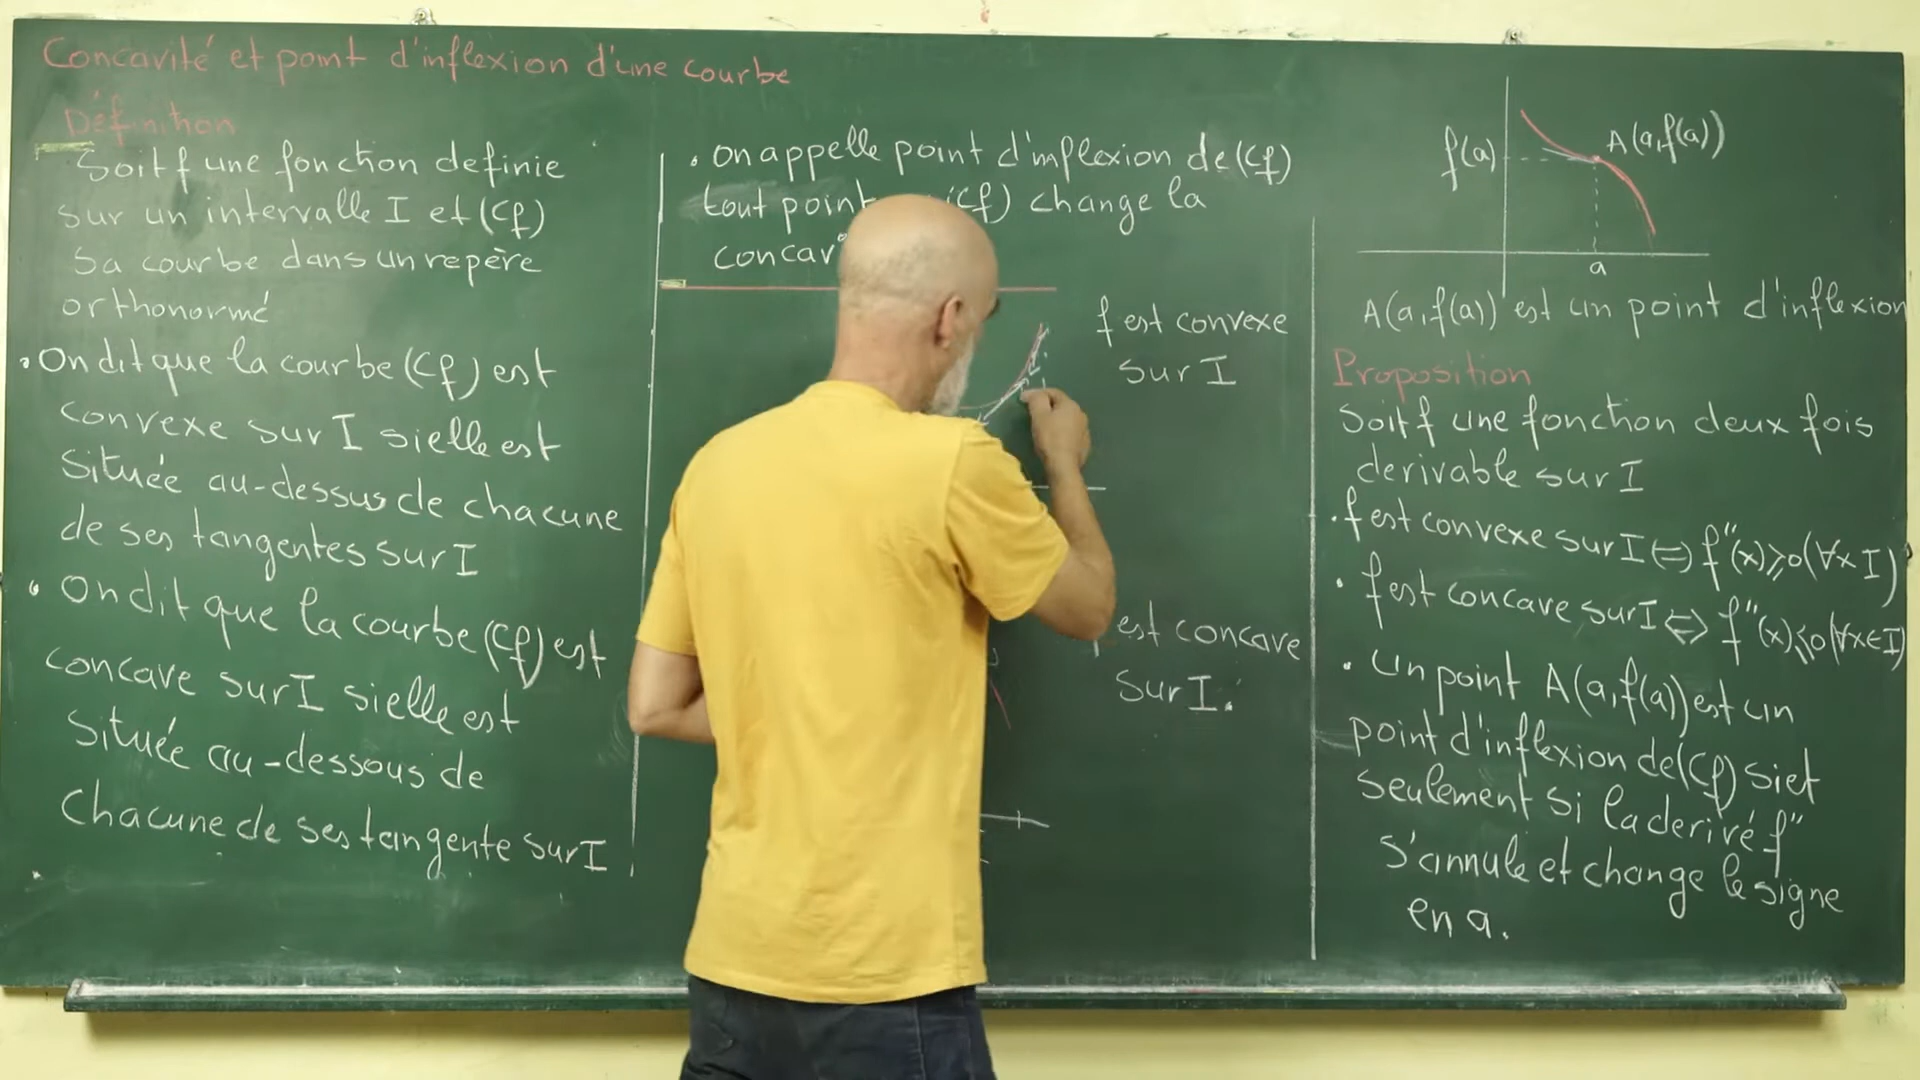 Concavité et point d'inflexion d'une courbe
Définition
Soit f une fonction definie
sur un intervalle I et (Cf)
Sa courbe dans un repère
orthonormé
• On dit que la courbe (Cf) est
convexe sur I si elle est
Située au-dessus de chacune
de ses tangentes sur I
• On dit que la courbe (Cf) est
concave sur I si elle est
Située au-dessous de
Chacune de ses tangente sur I
• on appelle point d'inflexion de (Cf)
tout point (Cf) change la
f est convexe
sur I
est concave
sur I.
f(a)
A(a,f(a))
a
A(a,f(a)) est un point d'inflexion
Proposition
Soit f une fonction deux fois
derivable sur I
• f est convexe sur I ⇔ f''(x)⩾0(∀x I)
• f est concave sur I ⇔ f''(x)⩽0(∀x∈I)
• Un point A(a,f(a)) est un
point d'inflexion de (Cf) si et
seulement si la derivé f''
s'annule et change le signe
en a.